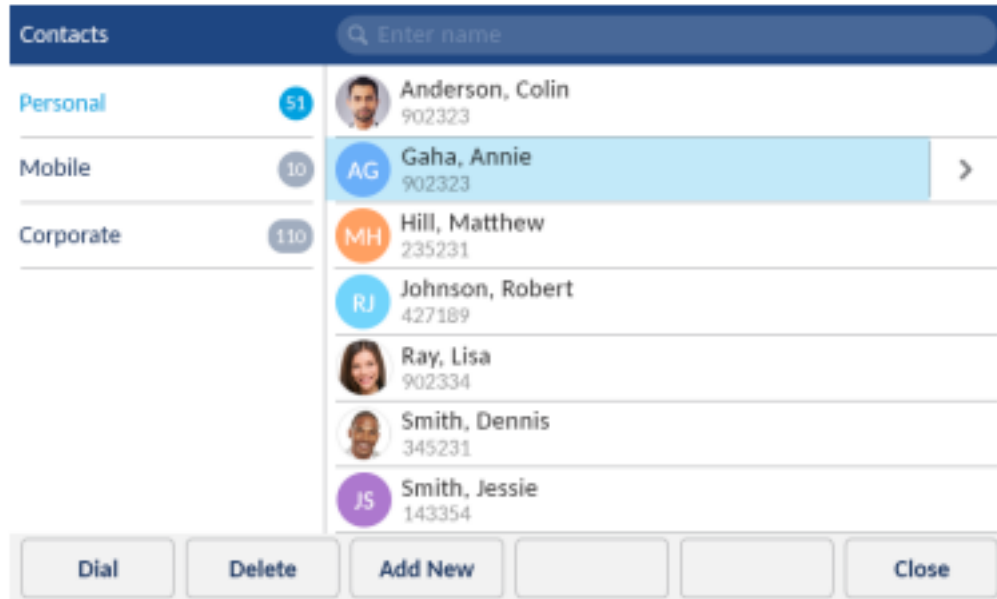 Contacts
Enter name
Personal 51
Mobile 10
Corporate 110
Anderson, Colin
902323
AG
Gaha, Annie
902323
MH
Hill, Matthew
235231
RJ
Johnson, Robert
427189
Ray, Lisa
902334
Smith, Dennis
345231
JS
Smith, Jessie
143354
Dial Delete Add New Close